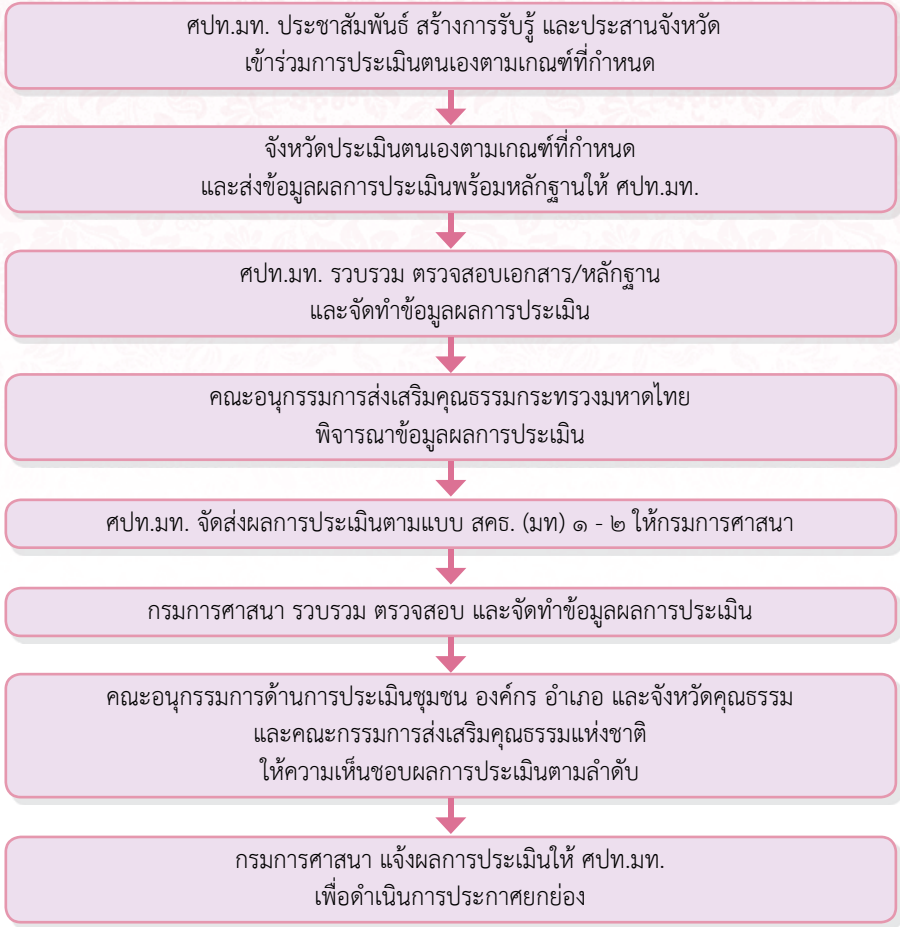 ศปท.มท. ประชาสัมพันธ์ สร้างการรับรู้ และประสานจังหวัด
เข้าร่วมการประเมินตนเองตามเกณฑ์ที่กำหนด
จังหวัดประเมินตนเองตามเกณฑ์ที่กำหนด
และส่งข้อมูลผลการประเมินพร้อมหลักฐานให้ ศปท.มท.
ศปท.มท. รวบรวม ตรวจสอบเอกสาร/หลักฐาน
และจัดทำข้อมูลผลการประเมิน
คณะอนุกรรมการส่งเสริมคุณธรรมกระทรวงมหาดไทย
พิจารณาข้อมูลผลการประเมิน
ศปท.มท. จัดส่งผลการประเมินตามแบบ สคธ. (มท) ๑ - ๒ ให้กรมการศาสนา
กรมการศาสนา รวบรวม ตรวจสอบ และจัดทำข้อมูลผลการประเมิน
คณะอนุกรรมการด้านการประเมินชุมชน องค์กร อำเภอ และจังหวัดคุณธรรม
และคณะกรรมการส่งเสริมคุณธรรมแห่งชาติ
ให้ความเห็นชอบผลการประเมินตามลำดับ
กรมการศาสนา แจ้งผลการประเมินให้ ศปท.มท.
เพื่อดำเนินการประกาศยกย่อง